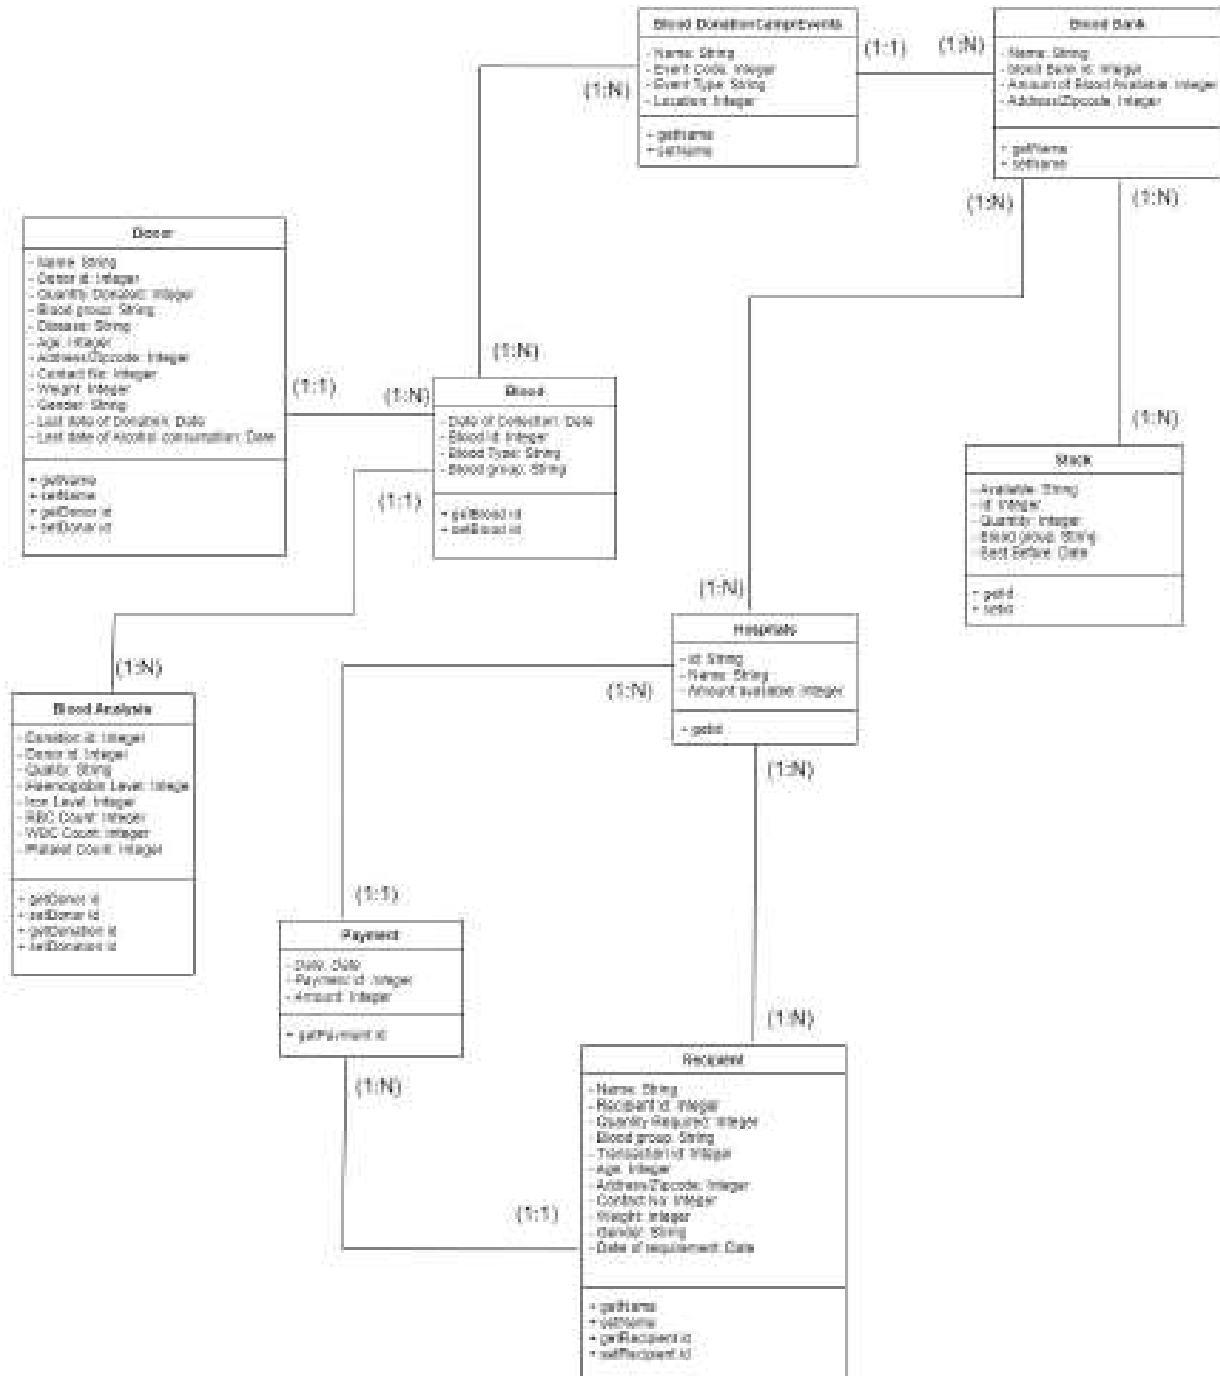 Blood Donation Camp/Events
- Name: String
- Event Code: Integer
- Event Type: String
- Location: Integer
+ getName
+ setName
(1:1)
(1:N)
Blood Bank
- Name: String
- Blood Bank id: Integer
- Amount of Blood Available: Integer
- Address/Zipcode: Integer
+ getName
+ setName
(1:N)
(1:N)
(1:N)
Donor
- Name: String
- Donor id: Integer
- Quantity Donated: Integer
- Blood group: String
- Disease: String
- Age: Integer
- Address/Zipcode: Integer
- Contact No: Integer
- Weight: Integer
- Gender: String
- Last date of Donation: Date
- Last date of Alcohol consumption: Date
+ getName
+ setName
+ getDonor id
+ setDonor id
(1:1)
(1:N)
(1:N)
Blood
- Date of Collection: Date
- Blood id: Integer
- Blood Type: String
- Blood group: String
+ getBlood id
+ setBlood id
(1:1)
(1:N)
Stock
- Available: String
- id: Integer
- Quantity: Integer
- Blood group: String
- Best Before: Date
+ getid
+ setid
(1:N)
Hospitals
- id: String
- Name: String
- Amount available: Integer
+ getid
(1:N)
(1:N)
(1:N)
Blood Analysis
- Donation id: Integer
- Donor id: Integer
- Quality: String
- Haemoglobin Level: Intege
- Iron Level: Integer
- RBC Count: Integer
- WBC Count: Integer
- Platelet Count: Integer
+ getDonor id
+ setDonor id
+ getDonation id
+ setDonation id
(1:1)
Payment
- Date: Date
- Payment id: Integer
- Amount: Integer
+ getPayment id
(1:N)
(1:N)
(1:1)
Recipient
- Name: String
- Recipient id: Integer
- Quantity Required: Integer
- Blood group: String
- Transaction id: Integer
- Age: Integer
- Address/Zipcode: Integer
- Contact No: Integer
- Weight: Integer
- Gender: String
- Date of requirement: Date
+ getName
+ setName
+ getRecipient id
+ setRecipient id